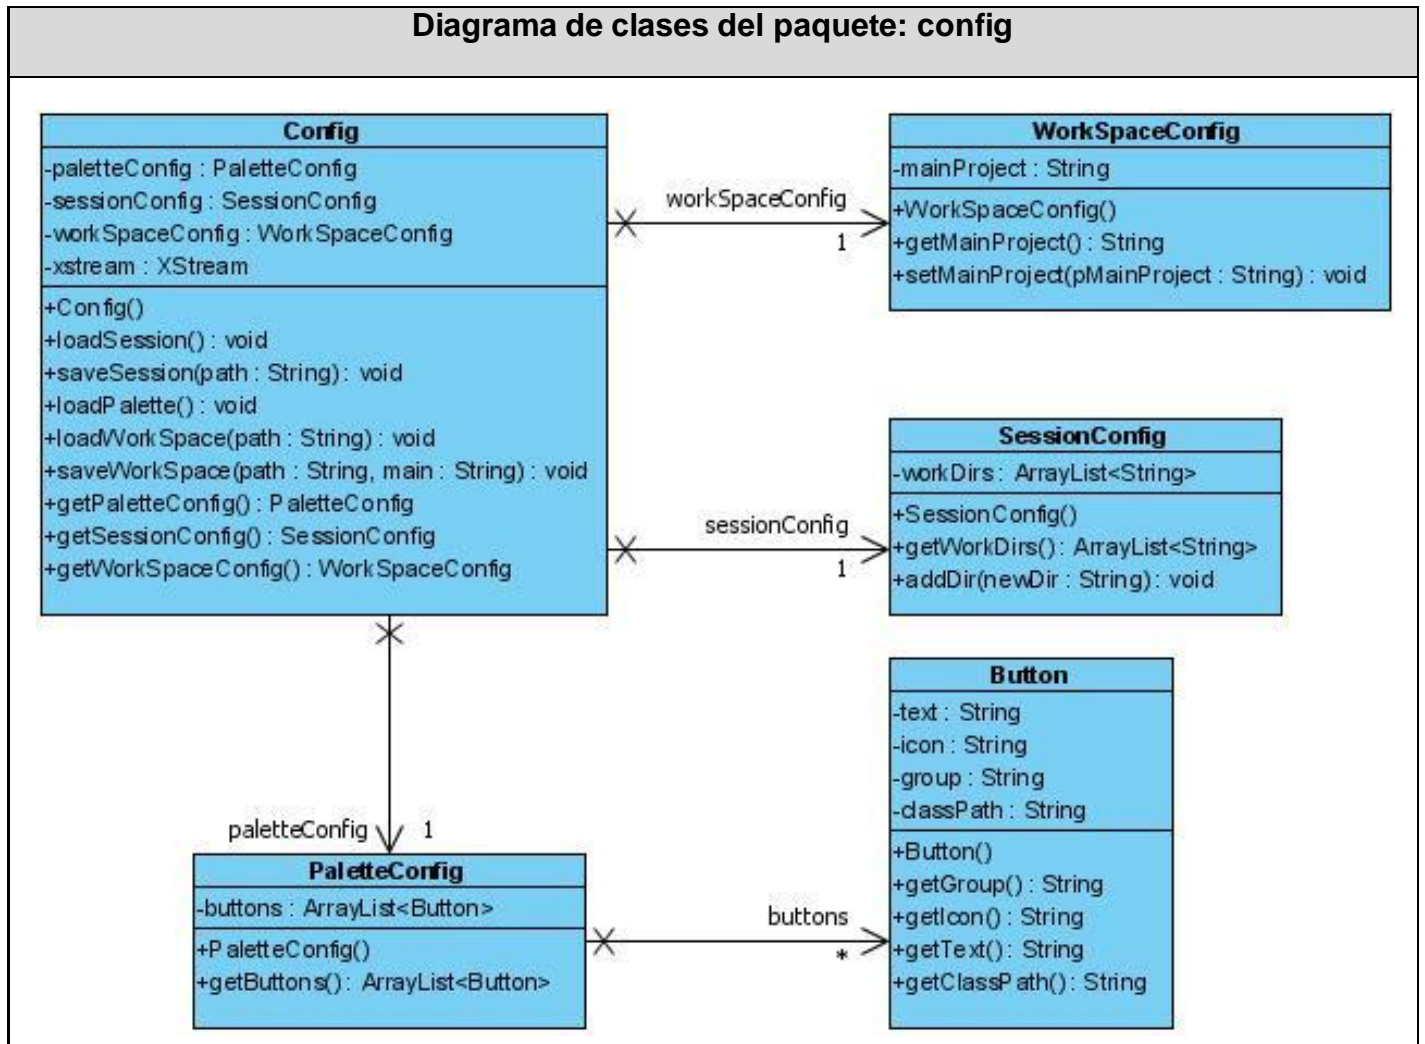 Diagrama de clases del paquete: config
Config
-paletteConfig : PaletteConfig
-sessionConfig : SessionConfig
-workSpaceConfig : WorkSpaceConfig
-xstream : XStream
+Config()
+loadSession() : void
+saveSession(path : String) : void
+loadPalette() : void
+loadWorkSpace(path : String) : void
+saveWorkSpace(path : String, main : String) : void
+getPaletteConfig() : PaletteConfig
+getSessionConfig() : SessionConfig
+getWorkSpaceConfig() : WorkSpaceConfig
workSpaceConfig
1
WorkSpaceConfig
-mainProject : String
+WorkSpaceConfig()
+getMainProject() : String
+setMainProject(pMainProject : String) : void
sessionConfig
1
SessionConfig
-workDirs : ArrayList<String>
+SessionConfig()
+getWorkDirs() : ArrayList<String>
+addDir(newDir : String) : void
paletteConfig
1
PaletteConfig
-buttons : ArrayList<Button>
+PaletteConfig()
+getButtons() : ArrayList<Button>
buttons
*
Button
-text : String
-icon : String
-group : String
-classPath : String
+Button()
+getGroup() : String
+getIcon() : String
+getText() : String
+getClassPath() : String